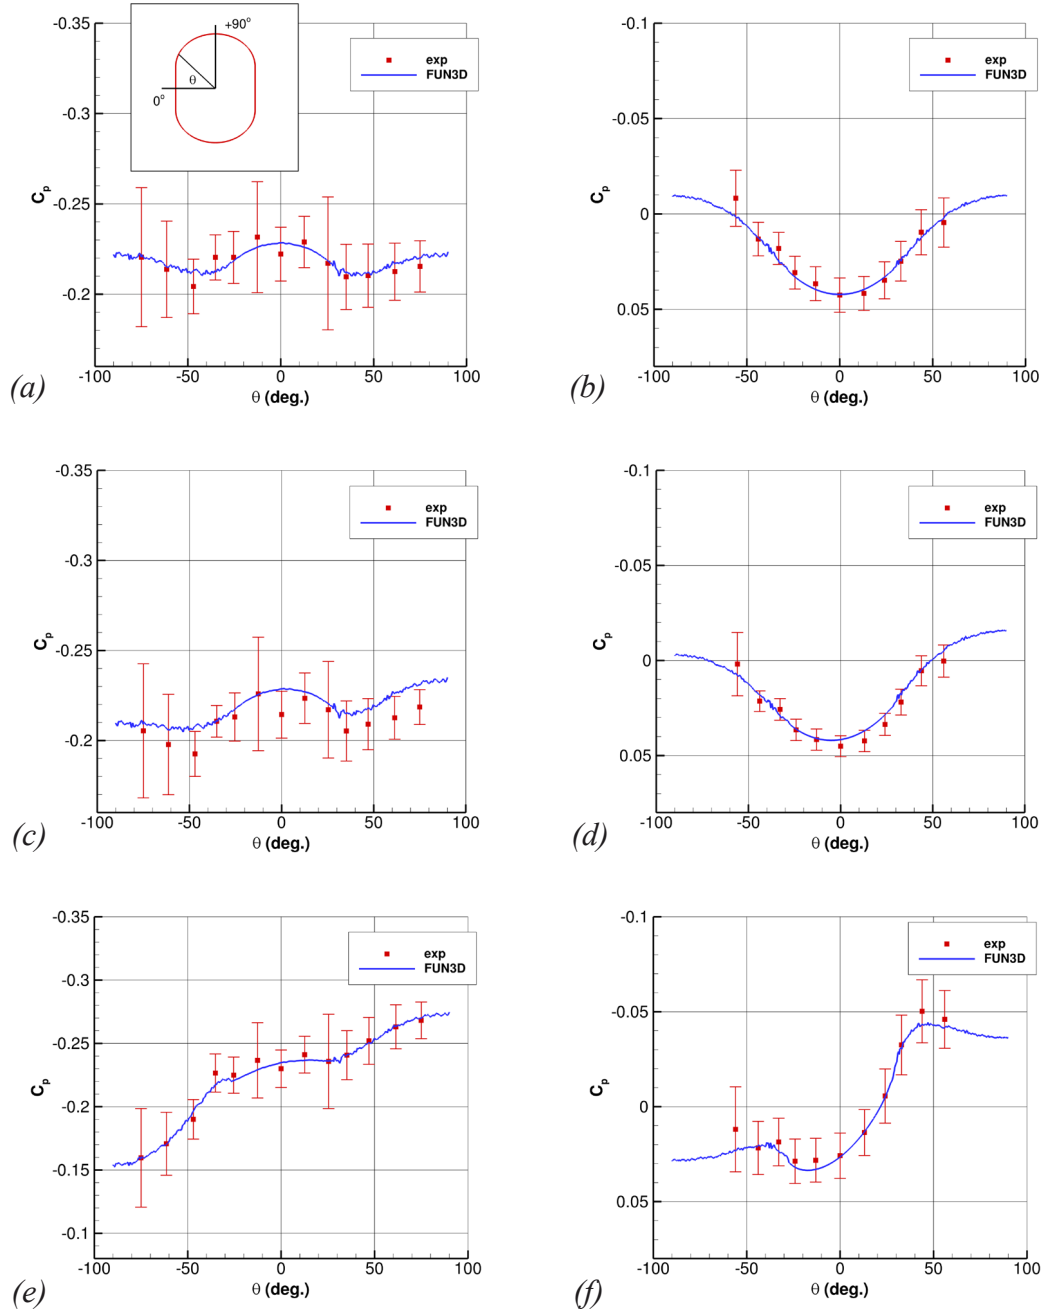 -0.35
-0.3
-0.25
-0.2
Cp
+90°
θ
0°
exp
FUN3D
-100 -50 0 50 100
θ (deg.)
(a)
-0.1
-0.05
0
0.05
exp
FUN3D
-100 -50 0 50 100
θ (deg.)
(b)
-0.35
-0.3
-0.25
-0.2
Cp
exp
FUN3D
-100 -50 0 50 100
θ (deg.)
(c)
-0.1
-0.05
0
0.05
Cp
exp
FUN3D
-100 -50 0 50 100
θ (deg.)
(d)
-0.35
-0.3
-0.25
-0.2
-0.15
-0.1
Cp
exp
FUN3D
-100 -50 0 50 100
θ (deg.)
(e)
-0.1
-0.05
0
0.05
Cp
exp
FUN3D
-100 -50 0 50 100
θ (deg.)
(f)
Cp